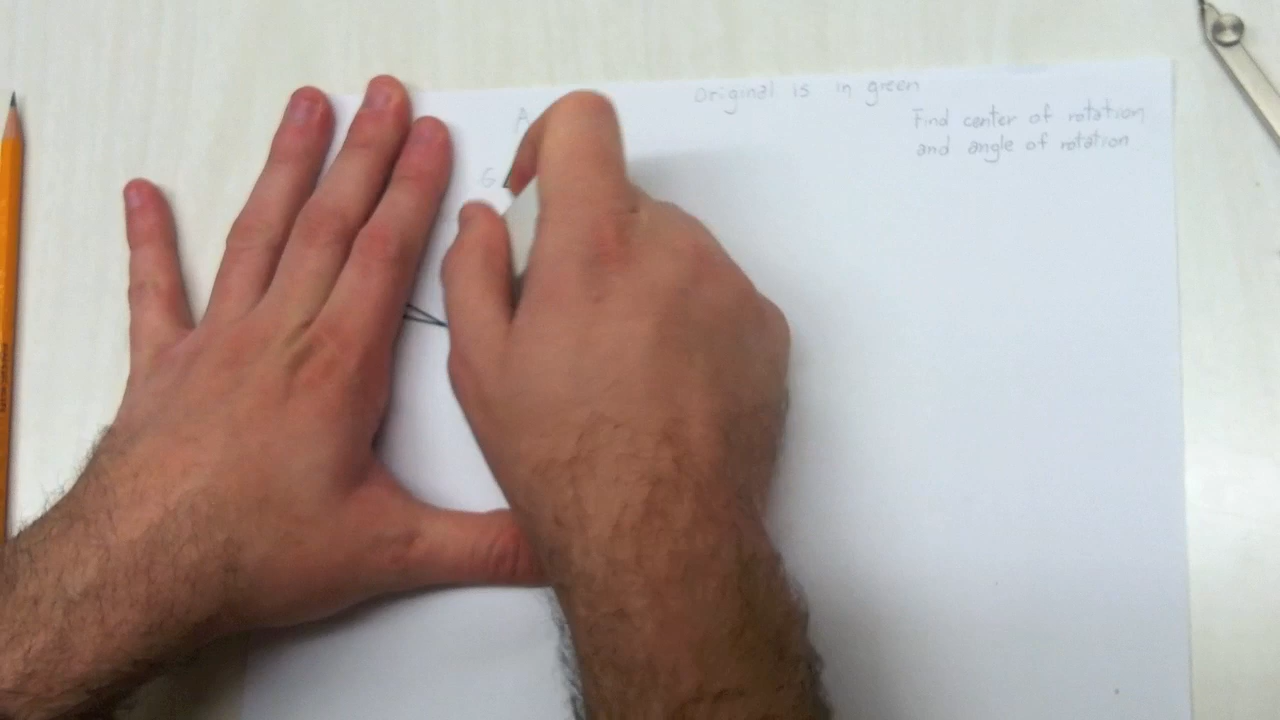 Original is in green
A
Find center of rotation
and angle of rotation
G